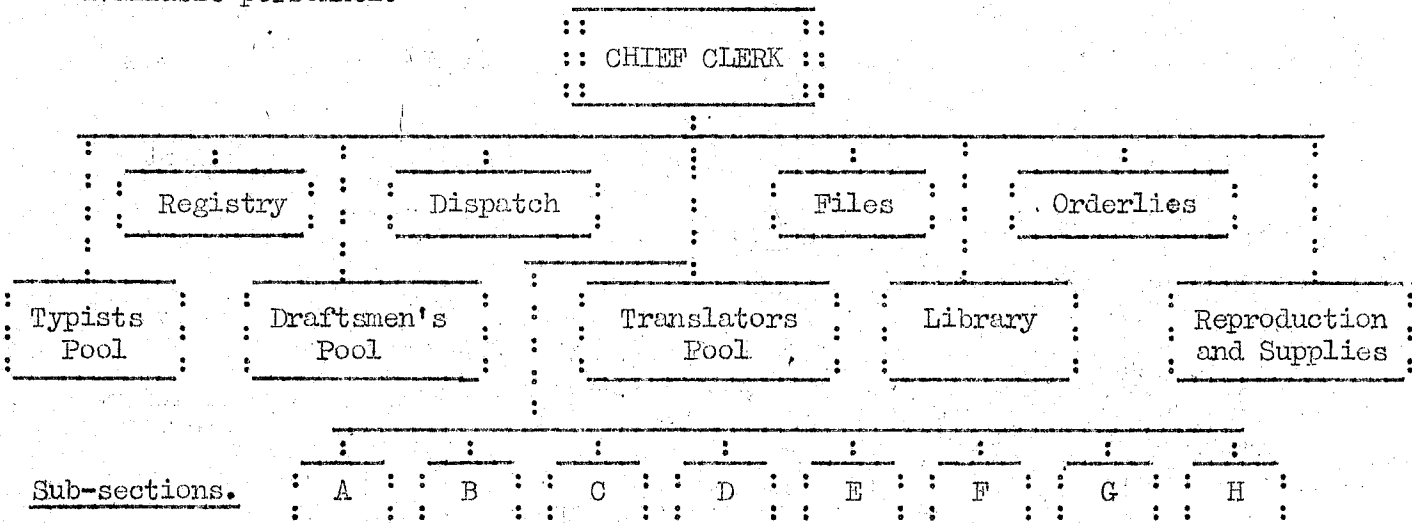 CHIEF CLERK
Registry Dispatch Files Orderlies
Typists Draftsmen's Translators Library Reproduction
Pool Pool Pool and Supplies
Sub-sections. A B C D E F G H